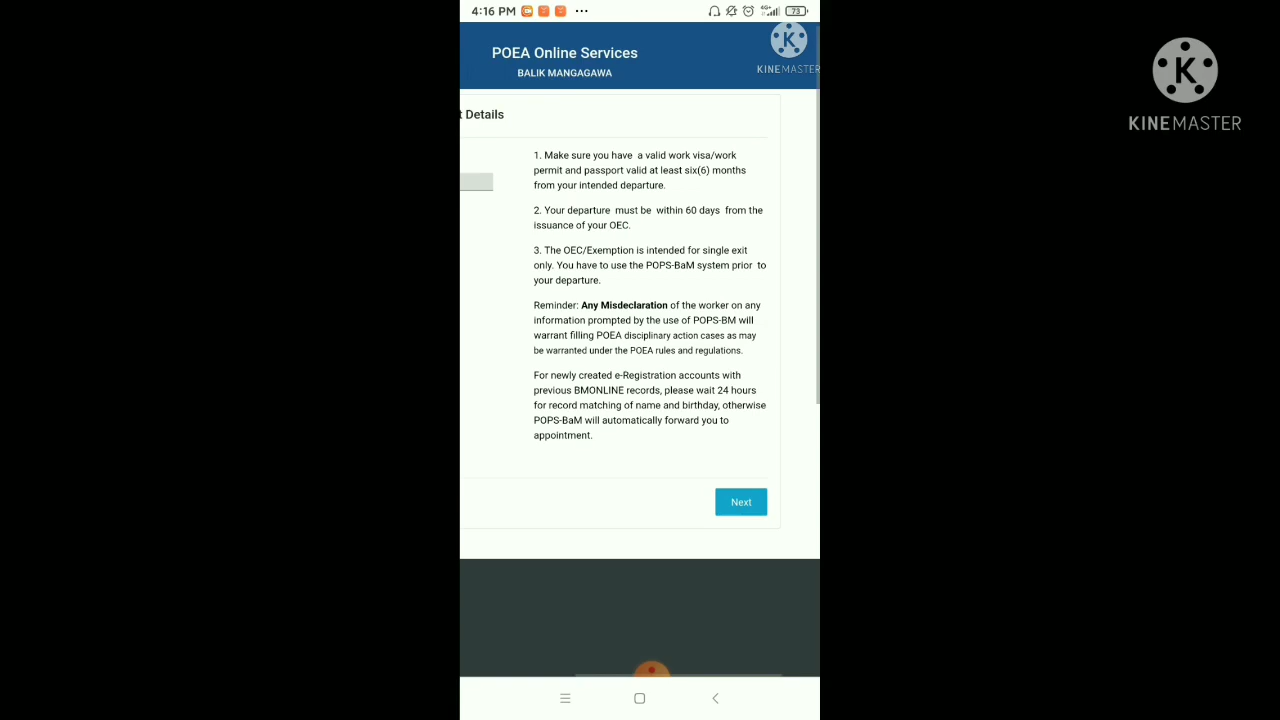 4:16 PM
4G+
73
POEA Online Services
BALIK MANGAGAWA
K
KINEMASTER
K
KINEMASTER
t Details
1. Make sure you have a valid work visa/work
permit and passport valid at least six(6) months
from your intended departure.
2. Your departure must be within 60 days from the
issuance of your OEC.
3. The OEC/Exemption is intended for single exit
only. You have to use the POPS-BaM system prior to
your departure.
Reminder: Any Misdeclaration of the worker on any
information prompted by the use of POPS-BM will
warrant filling POEA disciplinary action cases as may
be warranted under the POEA rules and regulations.
For newly created e-Registration accounts with
previous BMONLINE records, please wait 24 hours
for record matching of name and birthday, otherwise
POPS-BaM will automatically forward you to
appointment.
Next